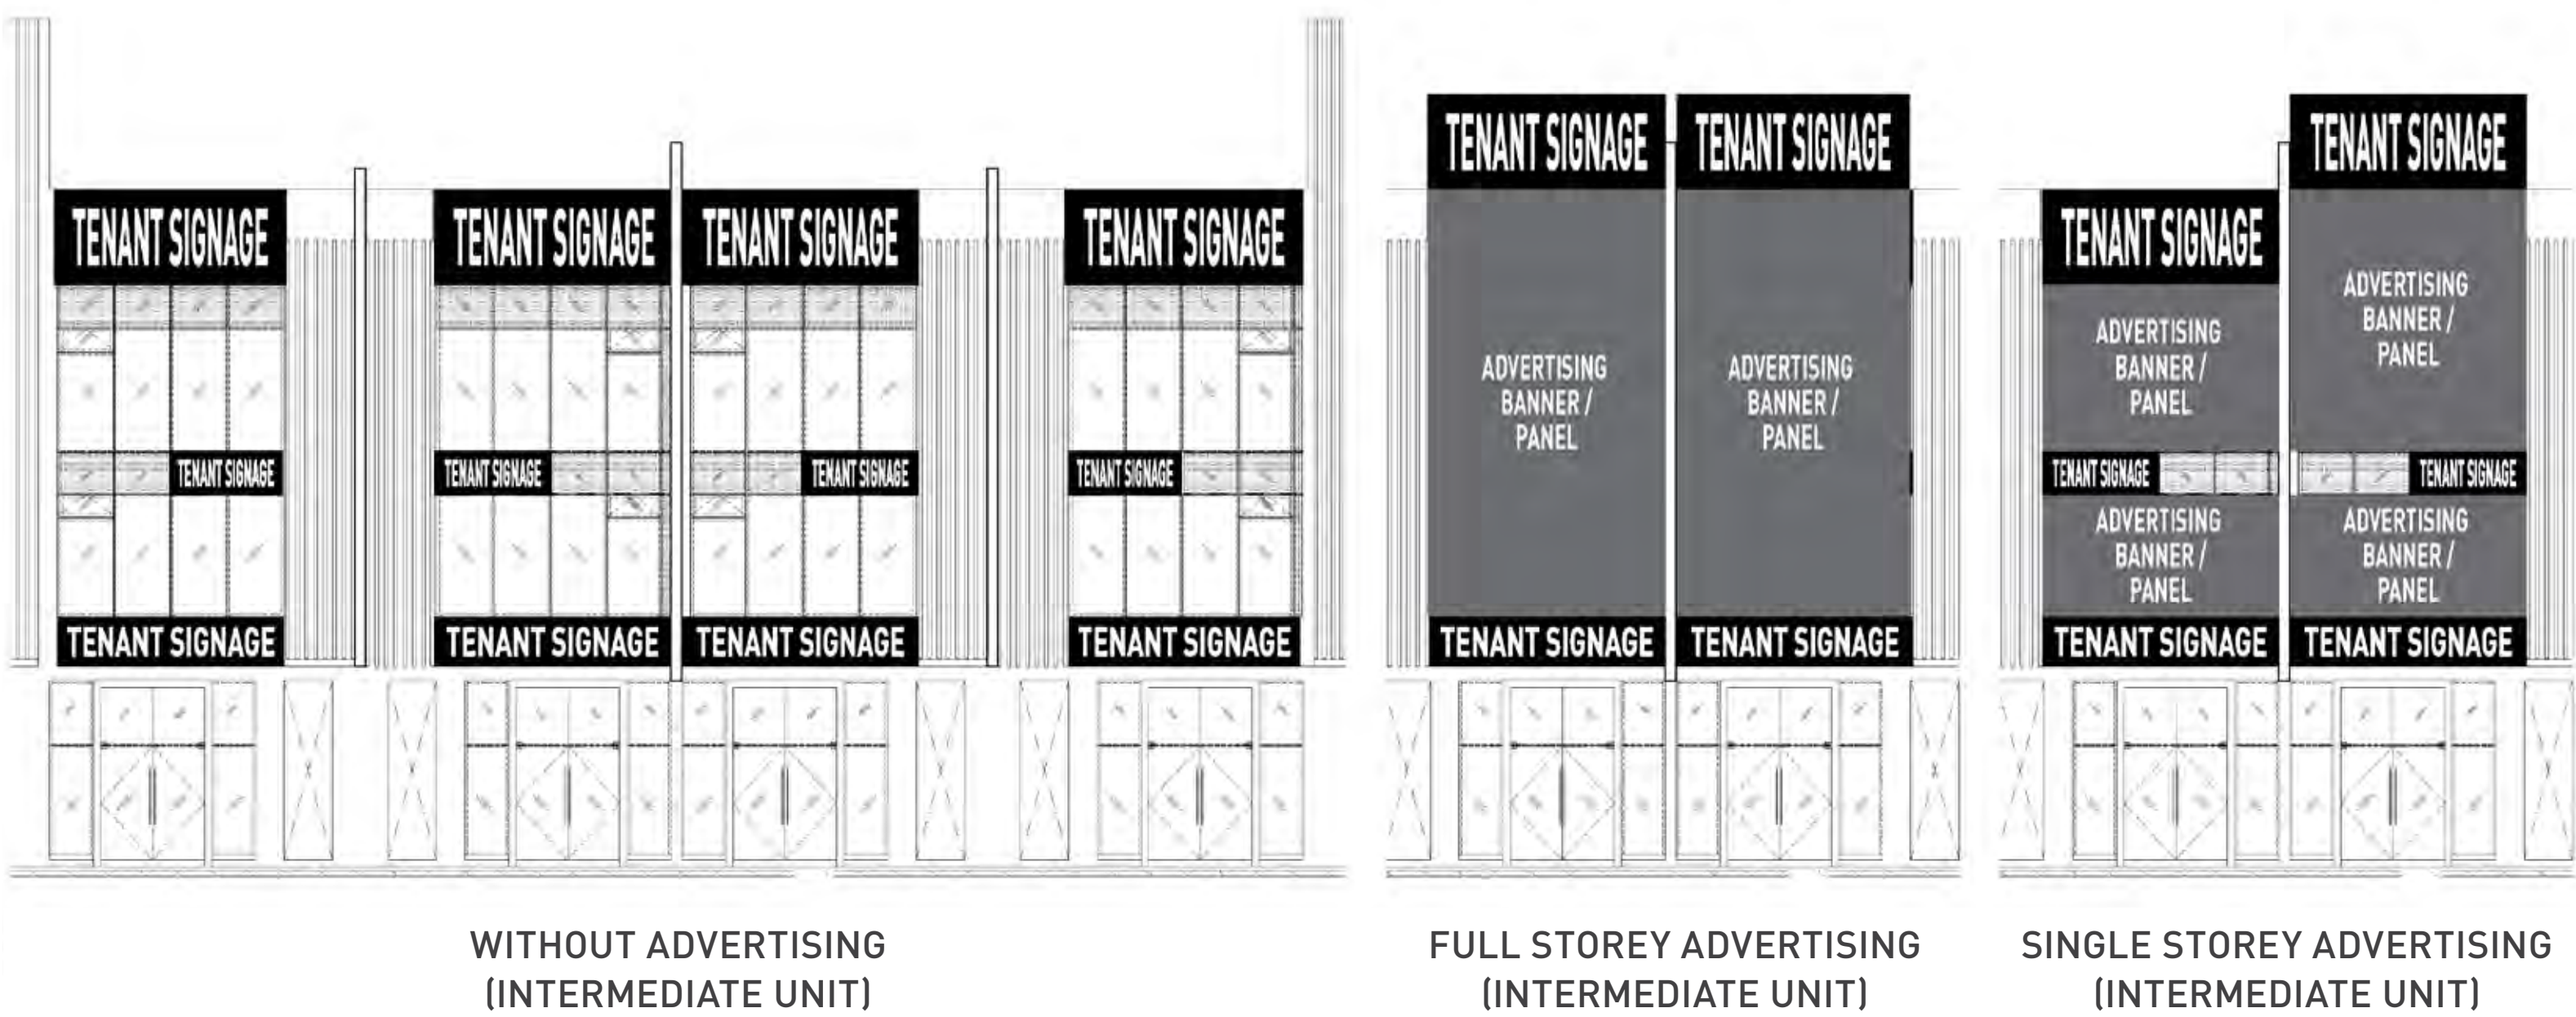 TENANT SIGNAGE
TENANT SIGNAGE
TENANT SIGNAGE
TENANT SIGNAGE
TENANT SIGNAGE
TENANT SIGNAGE
TENANT SIGNAGE
TENANT SIGNAGE
TENANT SIGNAGE
TENANT SIGNAGE
TENANT SIGNAGE
TENANT SIGNAGE
WITHOUT ADVERTISING
(INTERMEDIATE UNIT)
TENANT SIGNAGE
TENANT SIGNAGE
ADVERTISING
BANNER /
PANEL
ADVERTISING
BANNER /
PANEL
TENANT SIGNAGE
TENANT SIGNAGE
FULL STOREY ADVERTISING
(INTERMEDIATE UNIT)
TENANT SIGNAGE
ADVERTISING
BANNER /
PANEL
TENANT SIGNAGE
ADVERTISING
BANNER /
PANEL
TENANT SIGNAGE
TENANT SIGNAGE
ADVERTISING
BANNER /
PANEL
TENANT SIGNAGE
ADVERTISING
BANNER /
PANEL
TENANT SIGNAGE
SINGLE STOREY ADVERTISING
(INTERMEDIATE UNIT)